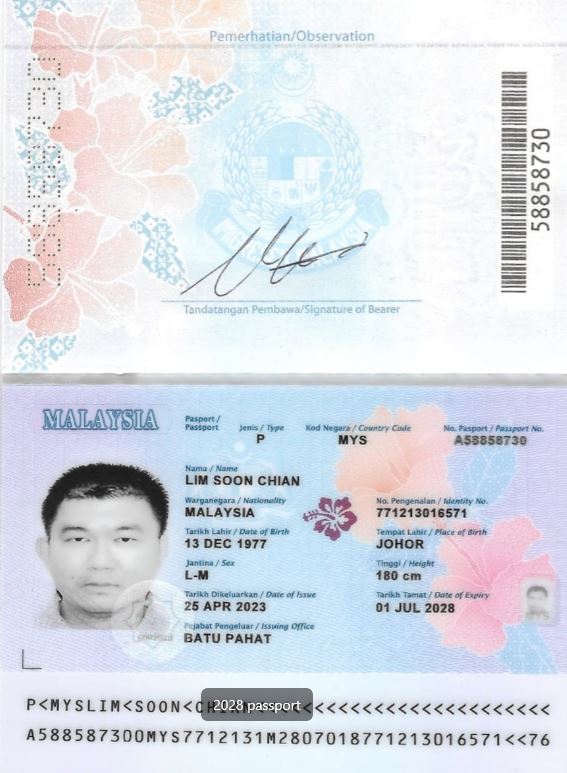 Pemerhatian/Observation
58858730
Tandatangan Pembawa/Signature of Bearer
58858730
MALAYSIA
Pasport / Passport
Jenis / Type
Kod Negara / Country Code
No. Pasport / Passport No.
P
MYS
A58858730
Nama / Name
LIM SOON CHIAN
Warganegara / Nationality
No. Pengenalan / Identity No.
MALAYSIA
771213016571
Tarikh Lahir / Date of Birth
Tempat Lahir / Place of Birth
13 DEC 1977
JOHOR
Jantina / Sex
Tinggi / Height
L-M
180 cm
Tarikh Dikeluarkan / Date of Issue
Tarikh Tamat / Date of Expiry
25 APR 2023
01 JUL 2028
Pejabat Pengeluar / Issuing Office
BATU PAHAT
2028 passport
P<MYSLIM<SOON<C <<<<<<<<<<<<<<<<<<<
A588587300MYS7712131M2807018771213016571<<76